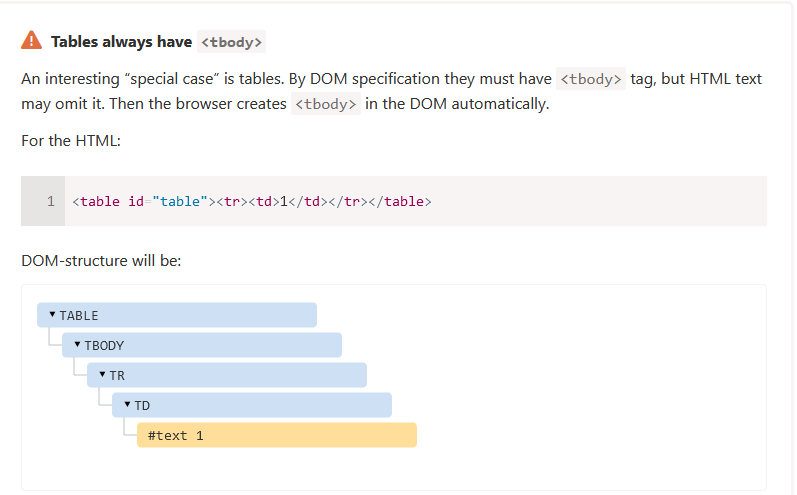 Tables always have <tbody>
An interesting “special case” is tables. By DOM specification they must have <tbody> tag, but HTML text
may omit it. Then the browser creates <tbody> in the DOM automatically.
For the HTML:
1 <table id="table"><tr><td>1</td></tr></table>
DOM-structure will be:
▾ TABLE
▾ TBODY
▾ TR
▾ TD
#text 1